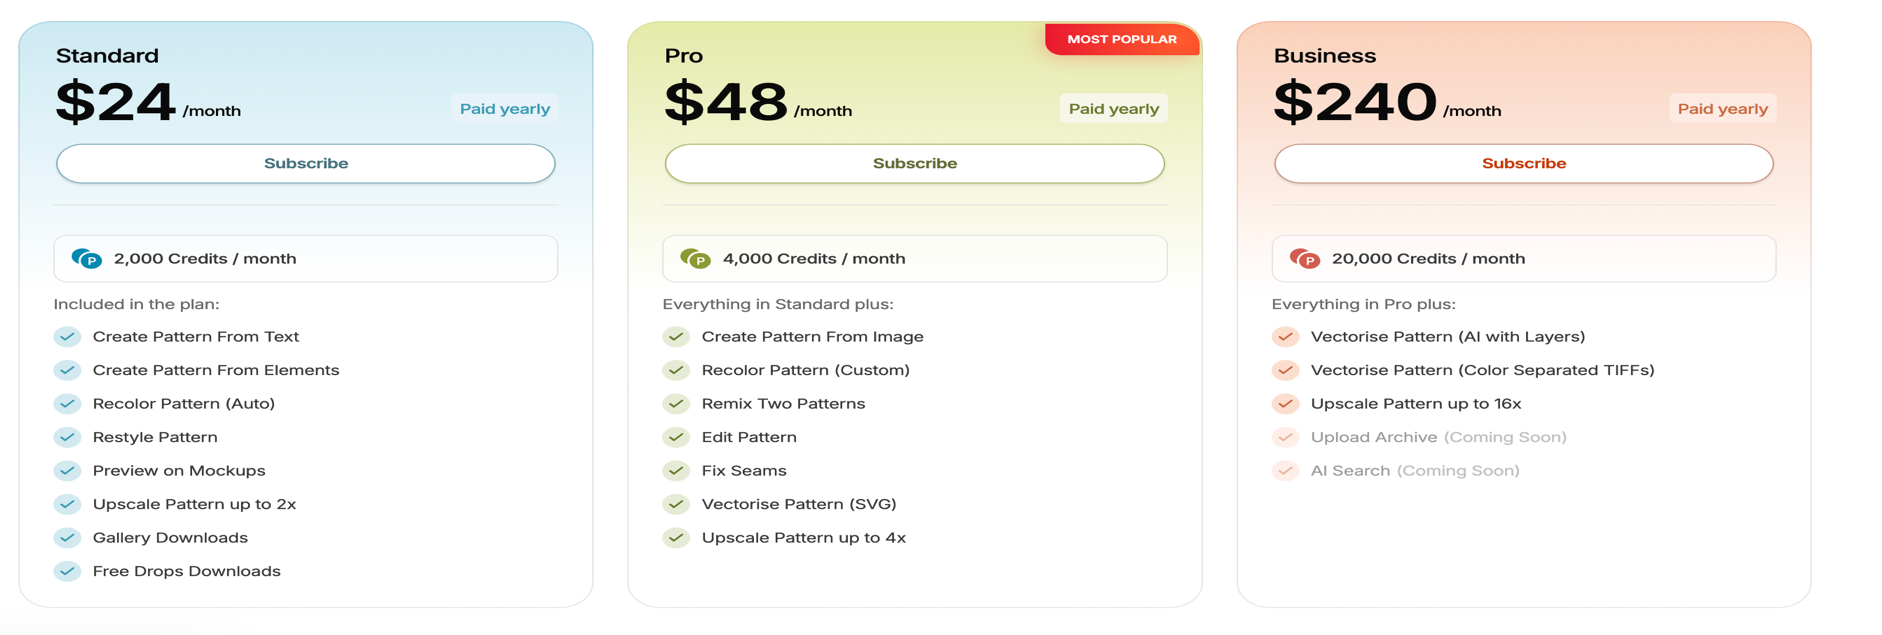 Standard
$24 /month
Paid yearly
Subscribe
P 2,000 Credits / month
Included in the plan:
Create Pattern From Text
Create Pattern From Elements
Recolor Pattern (Auto)
Restyle Pattern
Preview on Mockups
Upscale Pattern up to 2x
Gallery Downloads
Free Drops Downloads
MOST POPULAR
Pro
$48 /month
Paid yearly
Subscribe
P 4,000 Credits / month
Everything in Standard plus:
Create Pattern From Image
Recolor Pattern (Custom)
Remix Two Patterns
Edit Pattern
Fix Seams
Vectorise Pattern (SVG)
Upscale Pattern up to 4x
Business
$240 /month
Paid yearly
Subscribe
P 20,000 Credits / month
Everything in Pro plus:
Vectorise Pattern (AI with Layers)
Vectorise Pattern (Color Separated TIFFs)
Upscale Pattern up to 16x
Upload Archive (Coming Soon)
AI Search (Coming Soon)